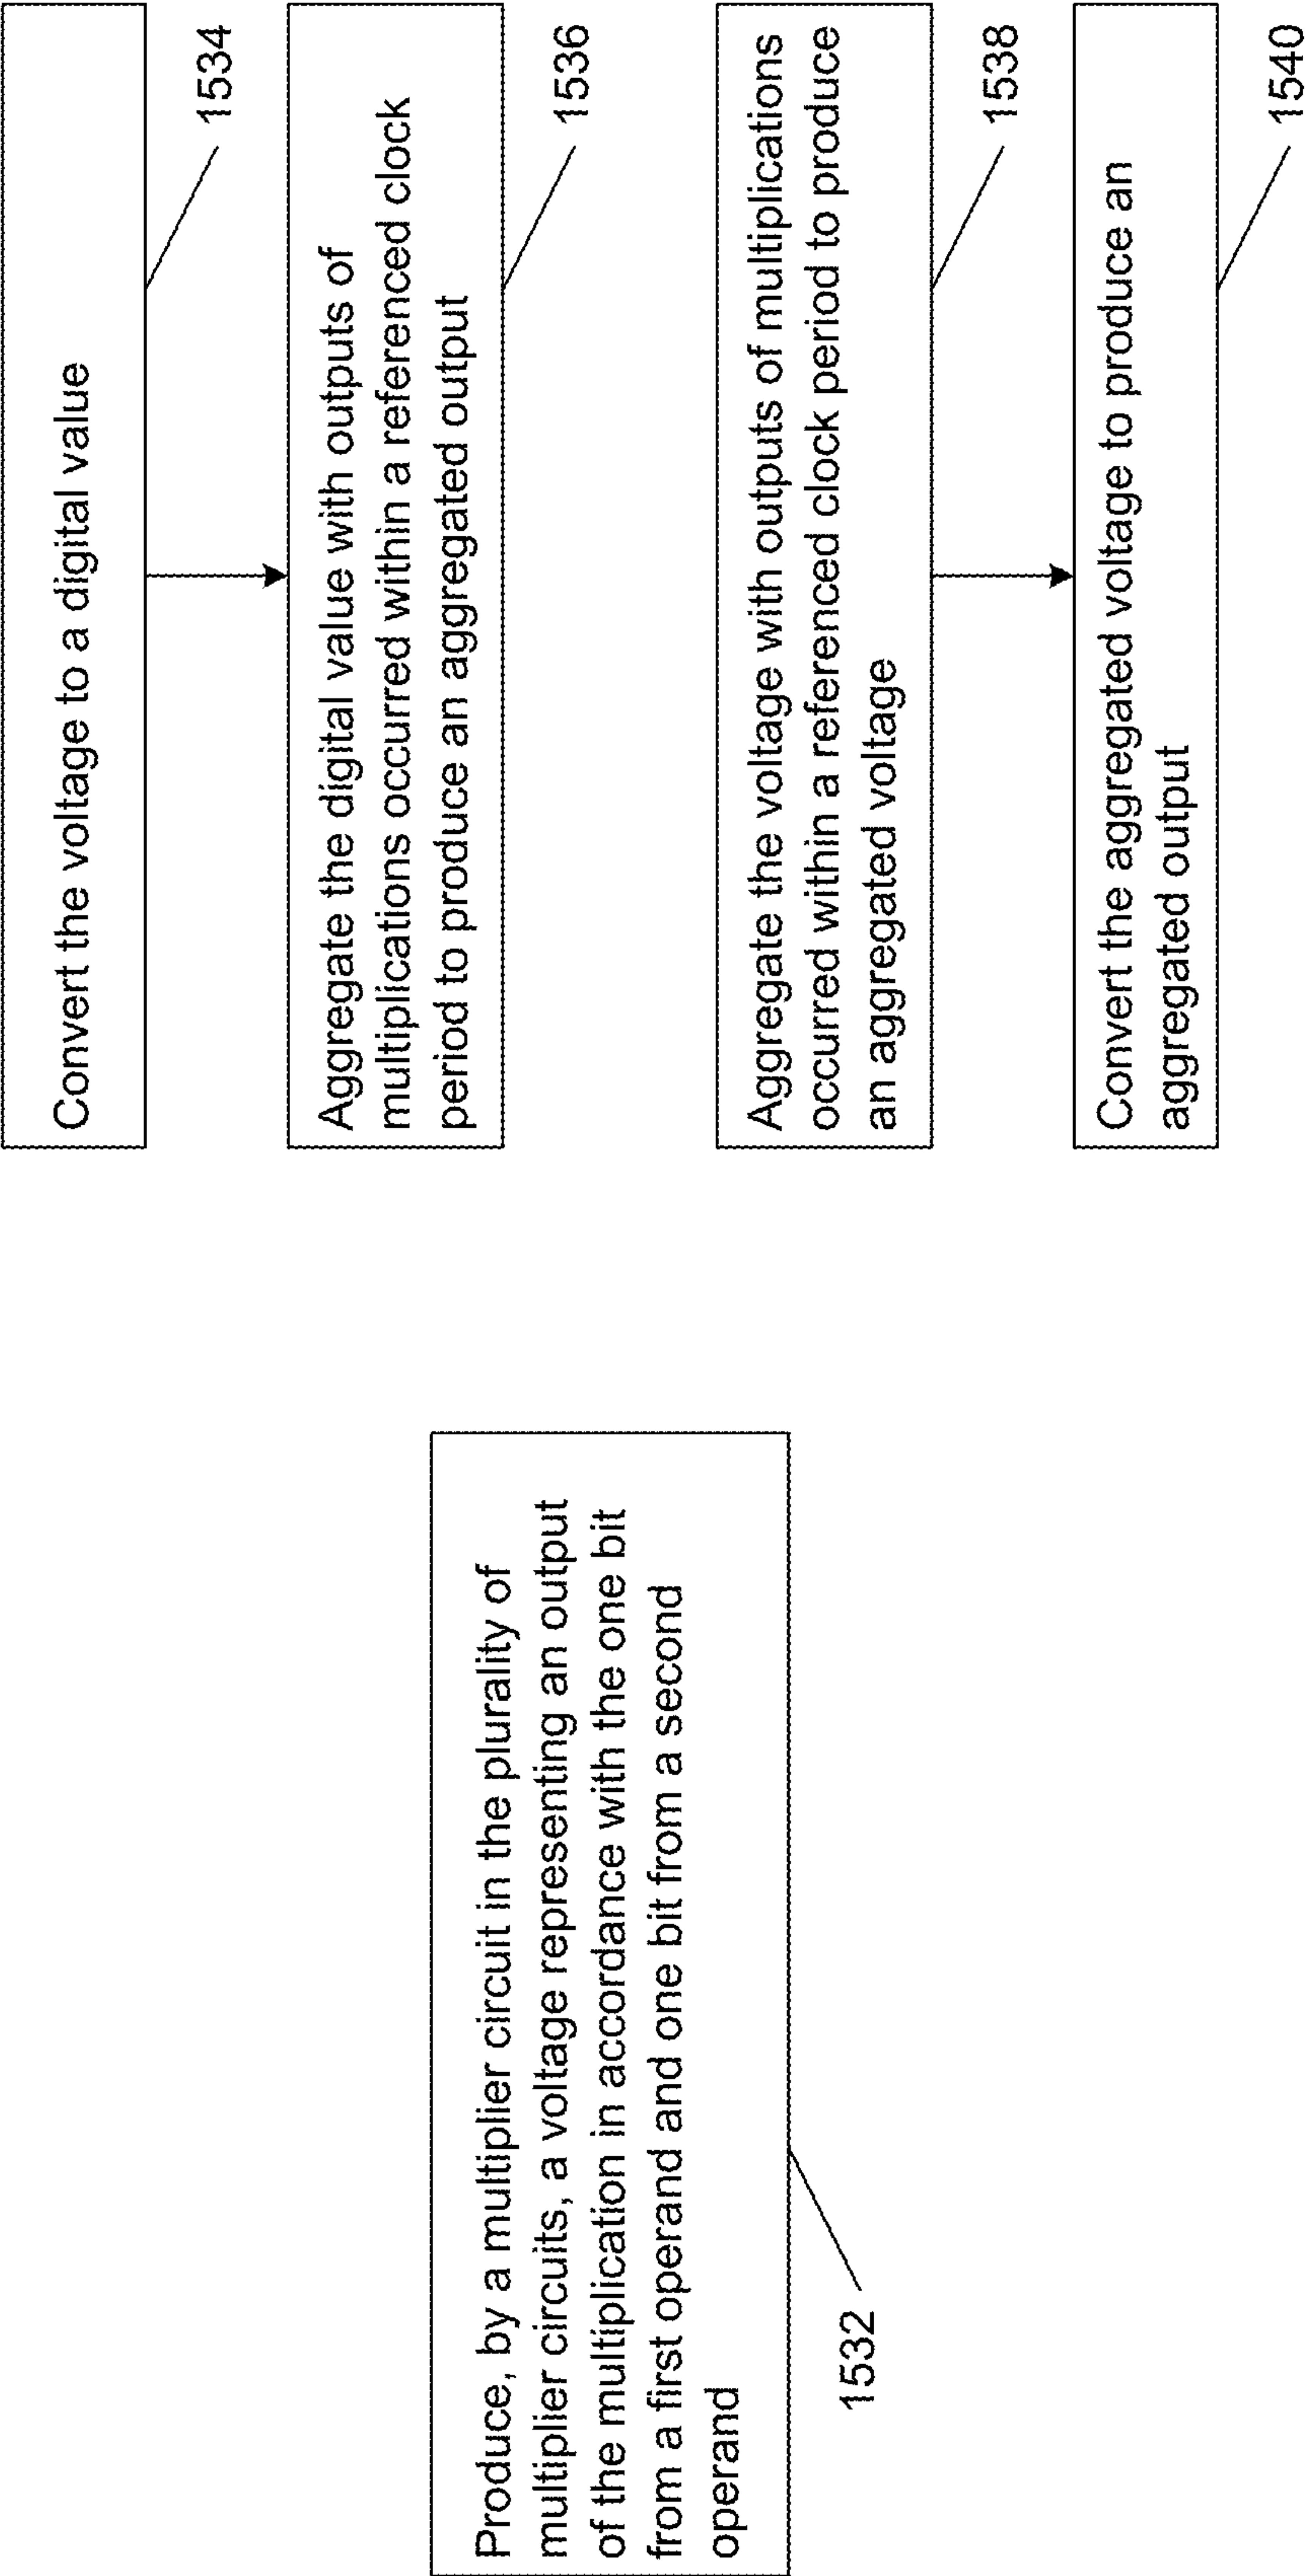 Convert the voltage to a digital value
1534
Aggregate the digital value with outputs of
multiplications occurred within a referenced clock
period to produce an aggregated output
1536
Produce, by a multiplier circuit in the plurality of
multiplier circuits, a voltage representing an output
of the multiplication in accordance with the one bit
from a first operand and one bit from a second
operand
1532
Aggregate the voltage with outputs of multiplications
occurred within a referenced clock period to produce
an aggregated voltage
1538
Convert the aggregated voltage to produce an
aggregated output
1540